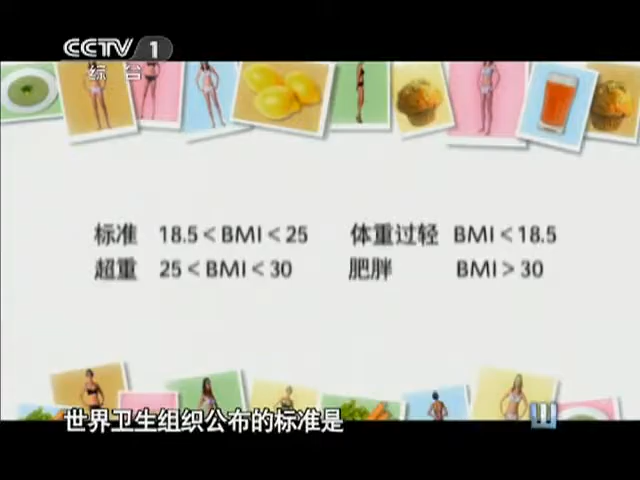 CCTV 1
综合
标准 18.5 < BMI < 25 体重过轻 BMI < 18.5
超重 25 < BMI < 30 肥胖 BMI > 30
世界卫生组织公布的标准是